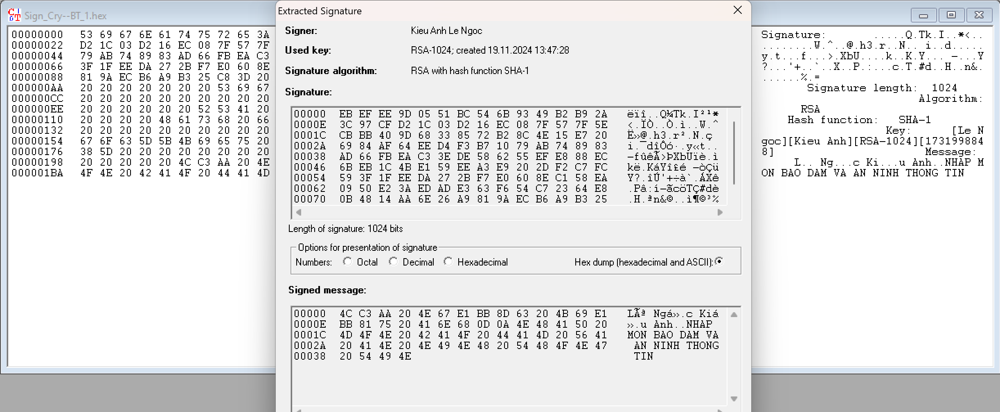 Sign_Cry--BT_1.hex
00000000 53 69 67 6E 61 74 75 72 65 3A
00000022 D2 1C 03 D2 16 EC 08 7F 57 7F
00000044 79 AB 74 89 83 AD 66 FB EA C3
00000066 3F 1F EE DA 27 2B F7 E0 60 8E
00000088 81 9A EC B6 A9 B3 25 C8 3D 20
000000AA 20 20 20 20 20 20 20 53 69 67
000000CC 20 20 20 20 20 20 20 20 20 20
000000EE 20 20 20 20 20 20 52 53 41 20
00000110 20 20 20 20 48 61 73 68 20 66
00000132 20 20 20 20 20 20 20 20 20 20
00000154 67 6F 63 5D 5B 4B 69 65 75 20
00000176 38 5D 20 20 20 20 20 20 20 20
00000198 20 20 20 20 20 4C C3 AA 20 4E
000001BA 4F 4E 20 42 41 4F 20 44 41 4D
Extracted Signature
Signer: Kieu Anh Le Ngoc
Used key: RSA-1024; created 19.11.2024 13:47:28
Signature algorithm: RSA with hash function SHA-1
Signature:
00000 EB EF EE 9D 05 51 BC 54 6B 93 49 B2 B9 2A ëïî..Q¼Tk.I²¹*
0000E 3C 97 CF D2 1C 03 D2 16 EC 08 7F 57 7F 5E <.ÏÒ..Ò.ì..W.^
0001C CB BB 40 9D 68 33 85 72 B2 8C 4E 15 E7 20 Ë»@.h3.r².N.ç
0002A 69 84 AF 64 EE D4 F3 B7 10 79 AB 74 89 83 i.¯dîÔó·.y«t..
00038 AD 66 FB EA C3 3E DE 58 62 55 EF E8 88 EC -fûêÃ>ÞXbUïè.ì
00046 6B EB 1C 4B E1 59 EE A3 E9 20 2D F2 C7 FC kë.KáYî£é -òÇü
00054 59 3F 1F EE DA 27 2B F7 E0 60 8E C1 58 EA Y?.îÚ'+÷à`.ÁXê
00062 09 50 E2 3A ED AD E3 63 F6 54 C7 23 64 E8 .Pâ:í-ãcöTÇ#dè
00070 0B 48 14 AA 6E 26 A9 81 9A EC B6 A9 B3 25 .H.ªn&©..ì¶©³%
Length of signature: 1024 bits
Options for presentation of signature
Numbers: Octal Decimal Hexadecimal Hex dump (hexadecimal and ASCII):
Signed message:
00000 4C C3 AA 20 4E 67 E1 BB 8D 63 20 4B 69 E1 LÃª Ngá».c Kiá
0000E BB 81 75 20 41 6E 68 0D 0A 4E 48 41 50 20 ».u Anh..NHAP
0001C 4D 4F 4E 20 42 41 4F 20 44 41 4D 20 56 41 MON BAO DAM VA
0002A 20 41 4E 20 4E 49 4E 48 20 54 48 4F 4E 47 AN NINH THONG
00038 20 54 49 4E TIN
Signature: .....Q.Tk.I..*<..
........W.^..@.h3.r..N.. i..d.....
y.t...f...>.XbU....k..K.Y.... -...Y
?...'+..`..X..P.:...c.T.#d..H..n&.
......%.=
Signature length: 1024
Algorithm:
RSA
Hash function: SHA-1
Key: [Le N
goc][Kieu Anh][RSA-1024][173199884
8] Message:
L.. Ng...c Ki...u Anh..NHAP M
ON BAO DAM VA AN NINH THONG TIN